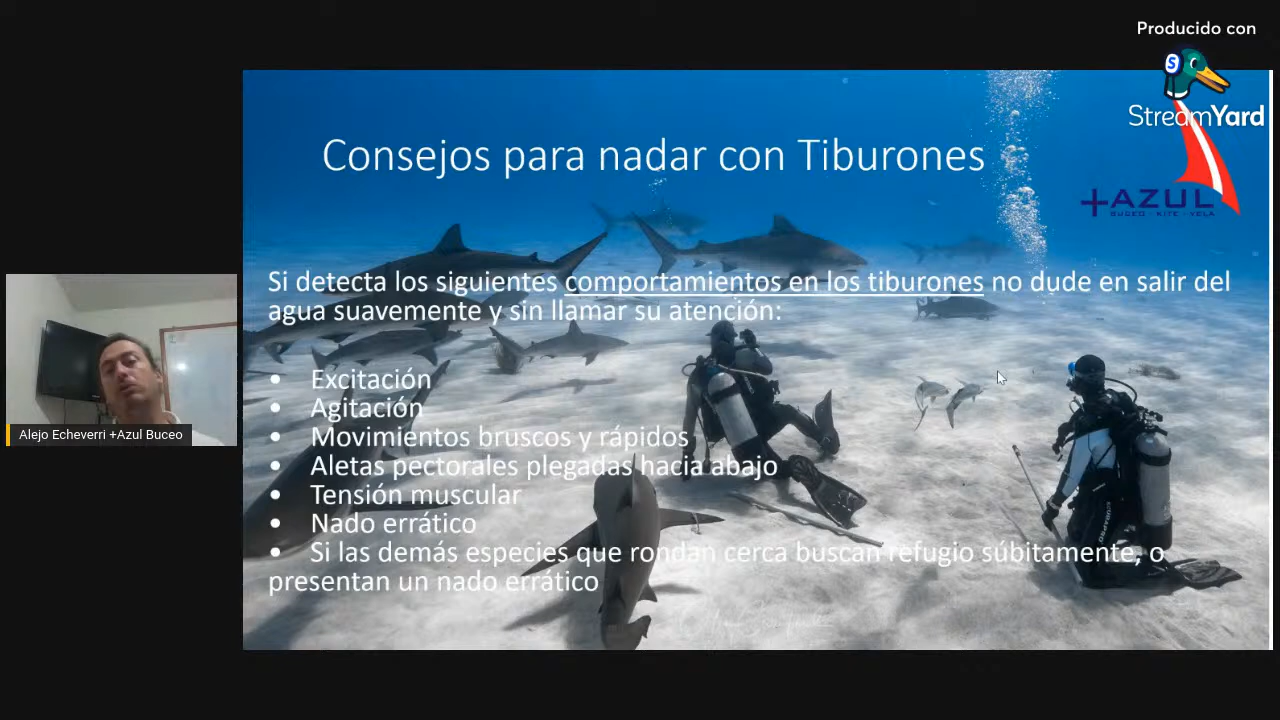 Producido con
StreamYard
+AZUL
BUCEO - KITE - VELA
Consejos para nadar con Tiburones
Si detecta los siguientes comportamientos en los tiburones no dude en salir del
agua suavemente y sin llamar su atención:
• Excitación
• Agitación
• Movimientos bruscos y rápidos
• Aletas pectorales plegadas hacia abajo
• Tensión muscular
• Nado errático
• Si las demás especies que rondan cerca buscan refugio súbitamente, o
presentan un nado errático
Alejo Echeverri +Azul Buceo
SCUBAPRO